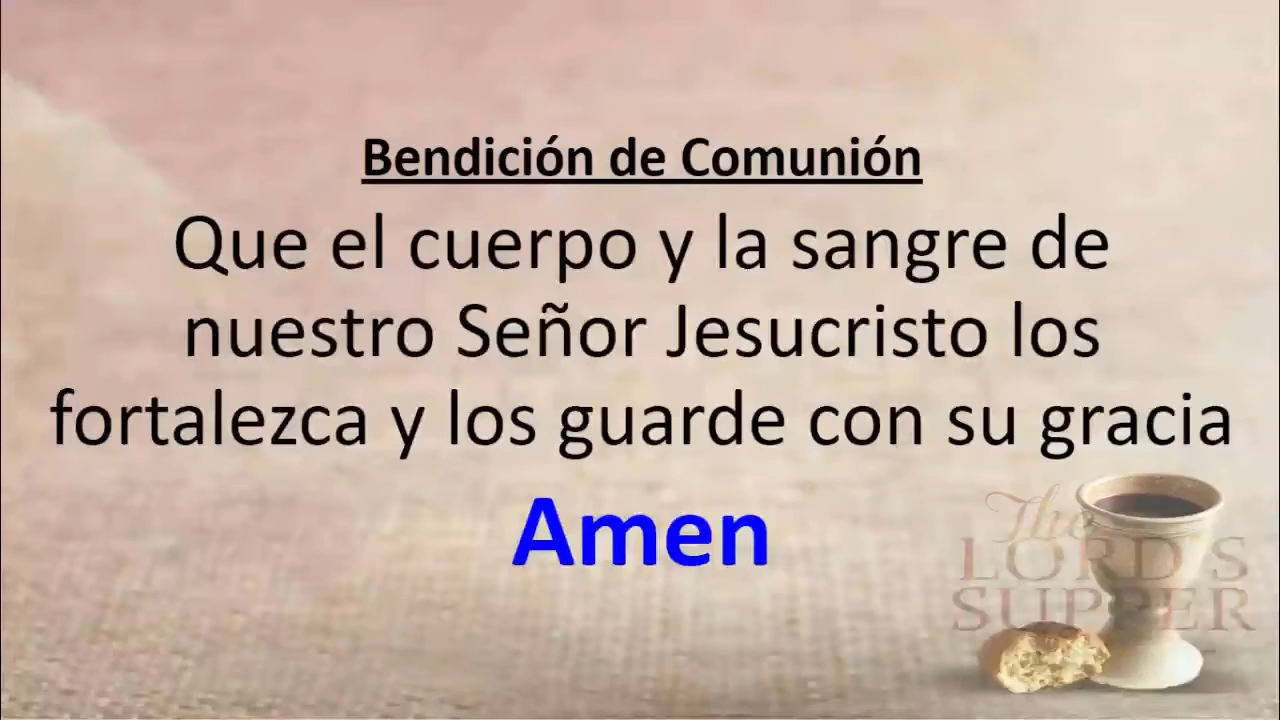 Bendición de Comunión
Que el cuerpo y la sangre de
nuestro Señor Jesucristo los
fortalezca y los guarde con su gracia
Amen
The
LORD'S
SUPPER